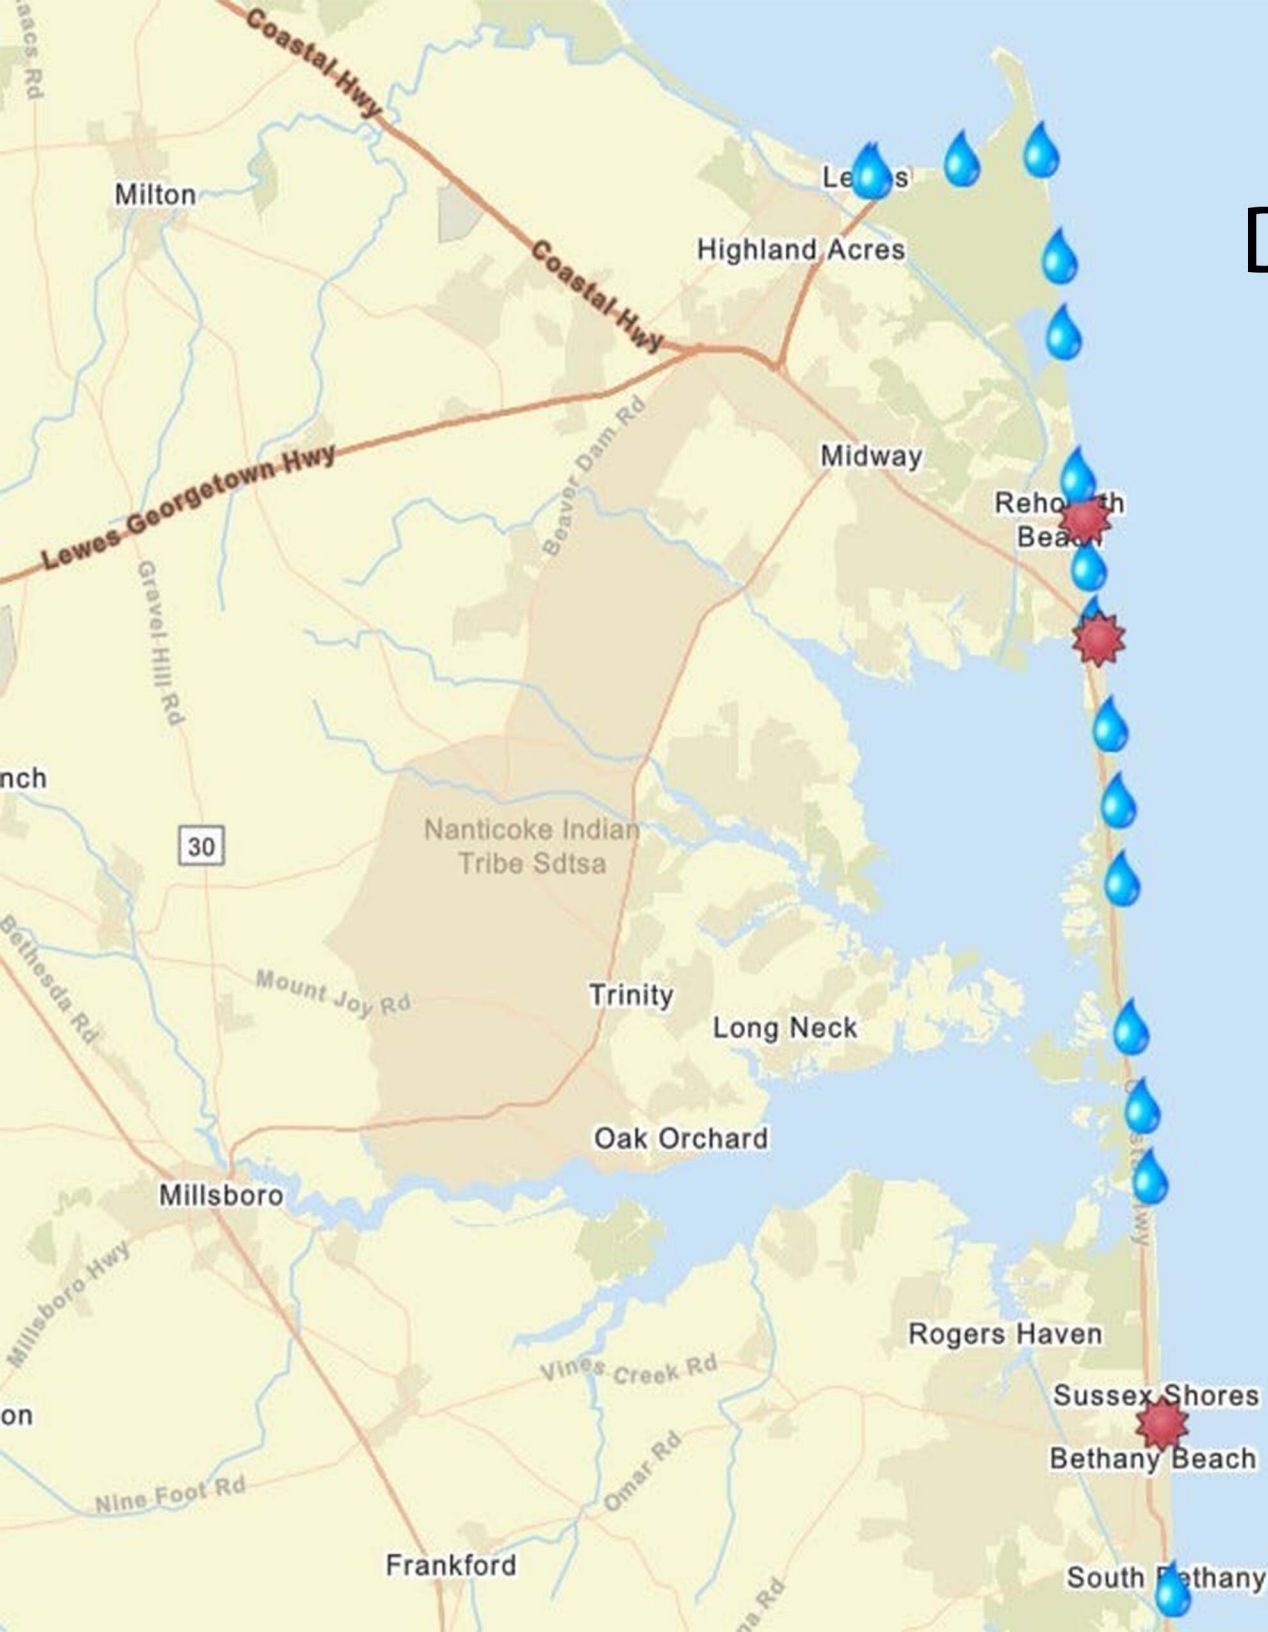 Coastal Hwy
Milton
Highland Acres
Coastal Hwy
Beaver Dam Rd
Midway
Lewes Georgetown Hwy
Gravel Hill Rd
30
Nanticoke Indian
Tribe Sdtsa
Bethesda Rd
Mount Joy Rd
Trinity
Long Neck
Oak Orchard
Millsboro
Millsboro Hwy
Rogers Haven
Vines Creek Rd
Sussex Shores
Bethany Beach
Omar Rd
Nine Foot Rd
Frankford
South Bethany